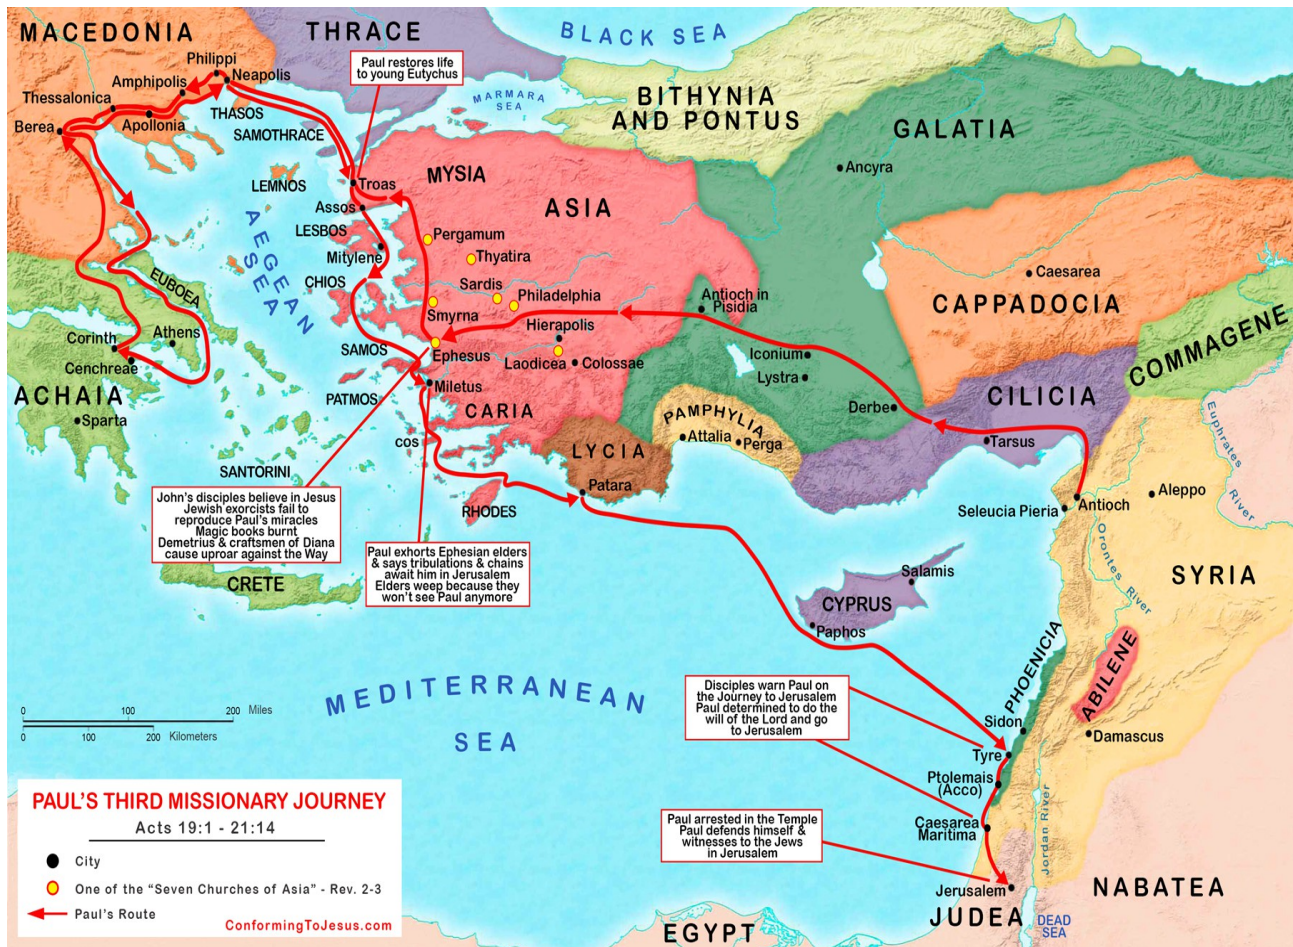 MACEDONIA
THRACE
BLACK SEA
Philippi
Neapolis
Amphipolis
Thessalonica
Berea
Apollonia
THASOS
SAMOTHRACE
Paul restores life
to young Eutychus
MARMARA
SEA
BITHYNIA
AND PONTUS
GALATIA
Ancyra
LEMNOS
Troas
Assos
MYSIA
ASIA
LESBOS
Mitylene
AEGEAN
SEA
Pergamum
Thyatira
Sardis
Philadelphia
Smyrna
CHIOS
EUBOEA
Athens
Corinth
Cenchreae
ACHAIA
Sparta
SAMOS
PATMOS
Ephesus
Hierapolis
Laodicea
Colossae
Miletus
CARIA
cos
Antioch in
Pisidia
Iconium
Lystra
Derbe
Caesarea
CAPPADOCIA
COMMAGENE
CILICIA
Tarsus
PAMPHYLIA
Attalia
Perga
LYCIA
Patara
RHODES
SANTORINI
CRETE
Euphrates
River
Seleucia Pieria
Antioch
Aleppo
Orontes
River
SYRIA
Salamis
CYPRUS
Paphos
John's disciples believe in Jesus
Jewish exorcists fail to
reproduce Paul's miracles
Magic books burnt
Demetrius & craftsmen of Diana
cause uproar against the Way
Paul exhorts Ephesian elders
& says tribulations & chains
await him in Jerusalem
Elders weep because they
won't see Paul anymore
MEDITERRANEAN
SEA
Disciples warn Paul on
the Journey to Jerusalem
Paul determined to do the
will of the Lord and go
to Jerusalem
PHOENICIA
ABILENE
Sidon
Damascus
Tyre
Ptolemais
(Acco)
Caesarea
Maritima
Paul arrested in the Temple
Paul defends himself &
witnesses to the Jews
in Jerusalem
Jordan River
Jerusalem
JUDEA
DEAD
SEA
NABATEA
EGYPT
0 100 200 Miles
0 100 200 Kilometers
PAUL'S THIRD MISSIONARY JOURNEY
Acts 19:1 - 21:14
City
One of the "Seven Churches of Asia" - Rev. 2-3
Paul's Route
ConformingToJesus.com